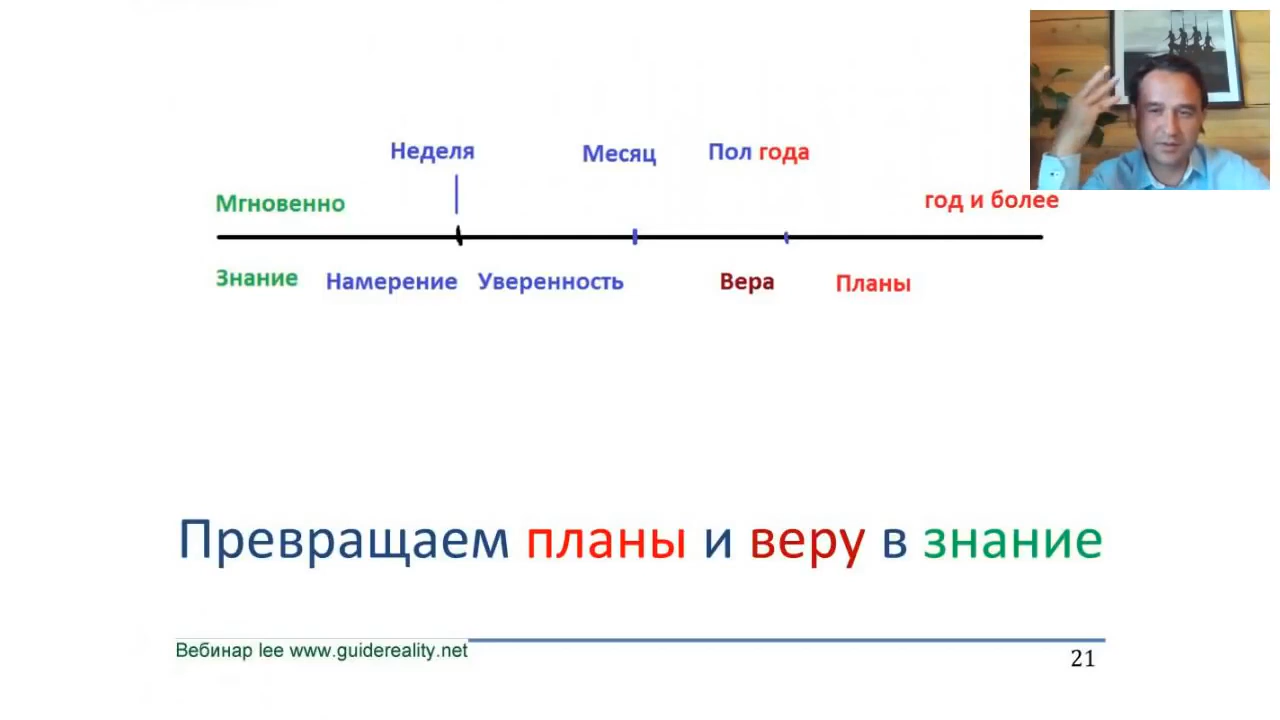 Неделя Месяц Пол года
Мгновенно год и более
Знание Намерение Уверенность Вера Планы
Превращаем планы и веру в знание
Вебинар lee www.guidereality.net
21